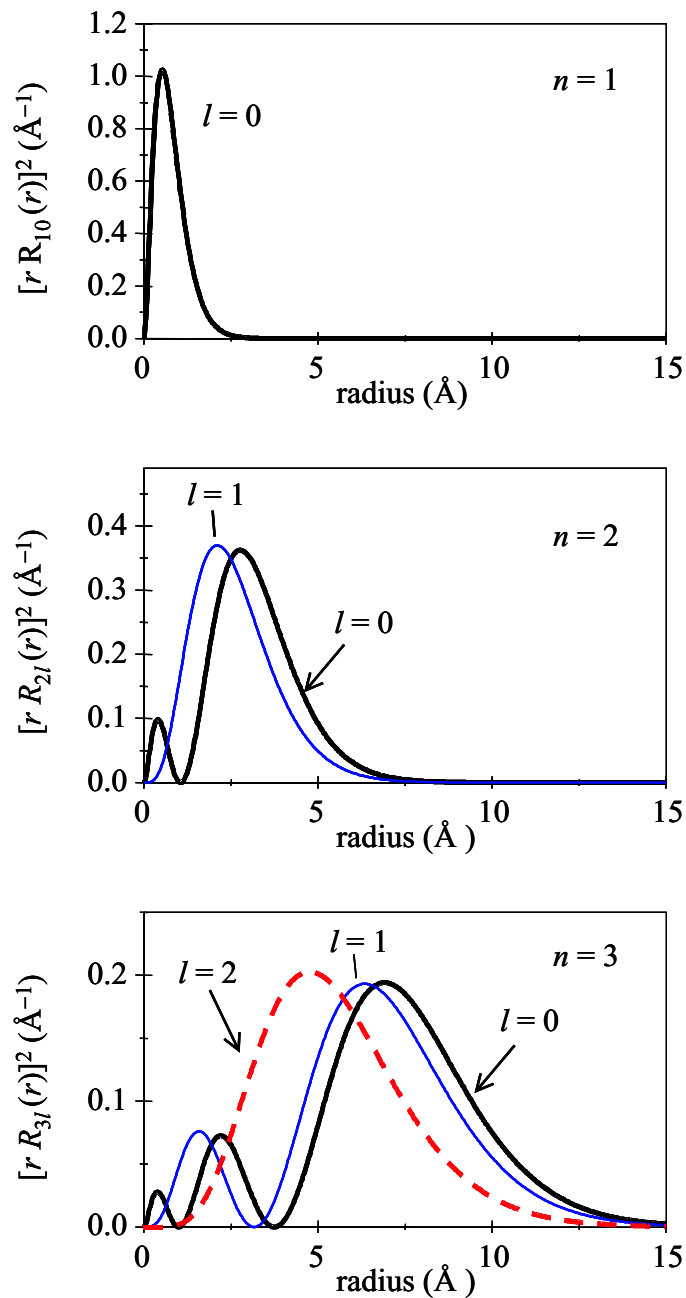 1.2
1.0
n = 1
l = 0
0.8
0.6
0.4
0.2
0.0
[r R₁₀(r)]² (Å⁻¹)
0 5 10 15
radius (Å)
l = 1
0.4
n = 2
0.3
l = 0
0.2
0.1
0.0
[r R₂ₗ(r)]² (Å⁻¹)
0 5 10 15
radius (Å )
l = 1
n = 3
l = 2
0.2
l = 0
0.1
0.0
[r R₃ₗ(r)]² (Å⁻¹)
0 5 10 15
radius (Å )